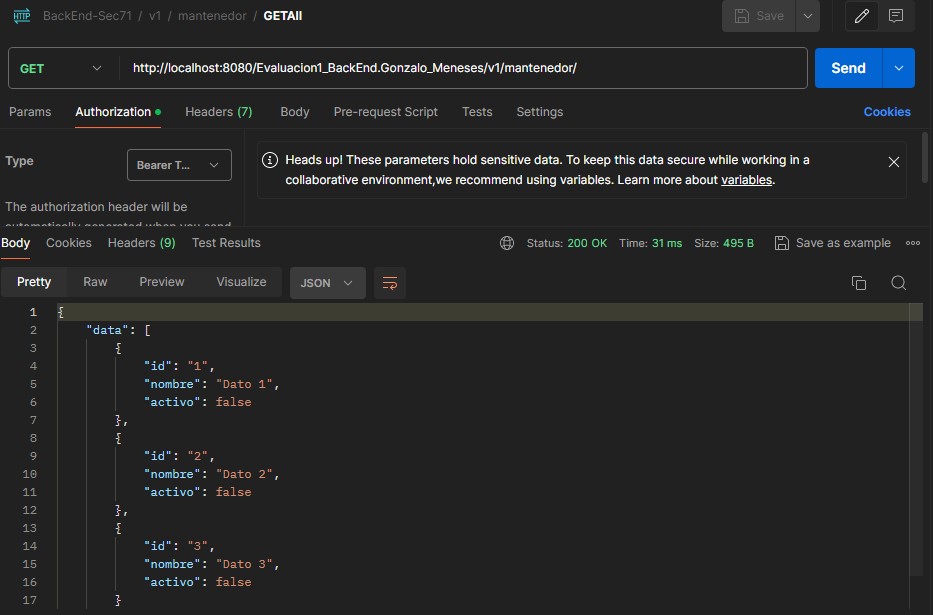 HTTP BackEnd-Sec71 / v1 / mantenedor / GETAll Save
GET http://localhost:8080/Evaluacion1_BackEnd.Gonzalo_Meneses/v1/mantenedor/ Send
Params Authorization Headers (7) Body Pre-request Script Tests Settings Cookies
Type Bearer T...
Heads up! These parameters hold sensitive data. To keep this data secure while working in a
collaborative environment,we recommend using variables. Learn more about variables.
The authorization header will be
automatically generated when you send
Body Cookies Headers (9) Test Results Status: 200 OK Time: 31 ms Size: 495 B Save as example
Pretty Raw Preview Visualize JSON
1 {
2 "data": [
3 {
4 "id": "1",
5 "nombre": "Dato 1",
6 "activo": false
7 },
8 {
9 "id": "2",
10 "nombre": "Dato 2",
11 "activo": false
12 },
13 {
14 "id": "3",
15 "nombre": "Dato 3",
16 "activo": false
17 }